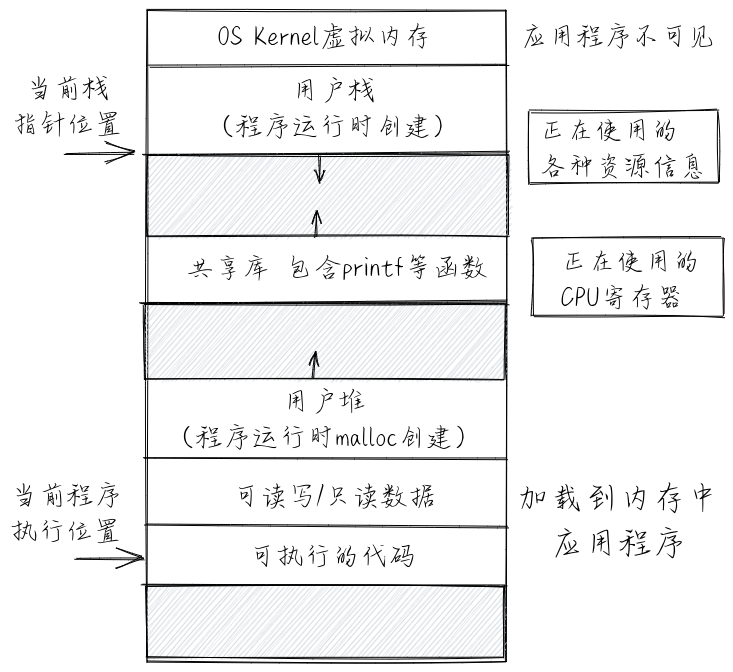 OS Kernel虚拟内存
应用程序不可见
当前栈
指针位置
用户栈
(程序运行时创建)
正在使用的
各种资源信息
共享库 包含printf等函数
正在使用的
CPU寄存器
用户堆
(程序运行时malloc创建)
当前程序
执行位置
可读写/只读数据
加载到内存中
应用程序
可执行的代码